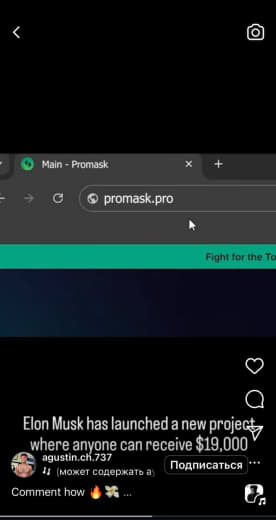 Main - Promask
promask.pro
Fight for the To
Elon Musk has launched a new project
where anyone can receive $19,000
agustin.ch.737
(может содержать а
Подписаться
Comment how 🔥💸 ...